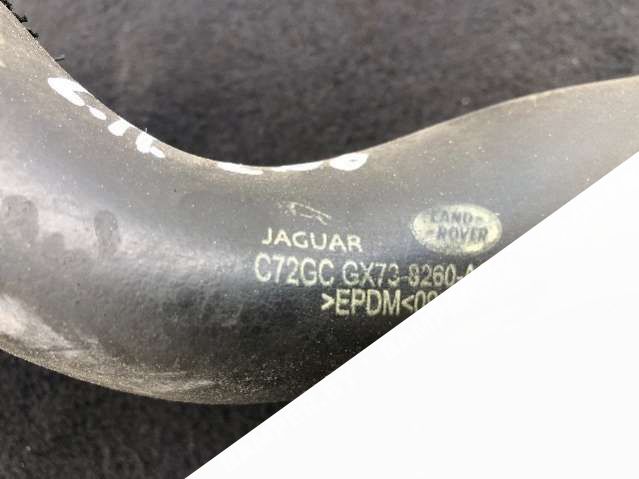 JAGUAR
LAND-
ROVER
C72GC GX73-8260-A
>EPDM<